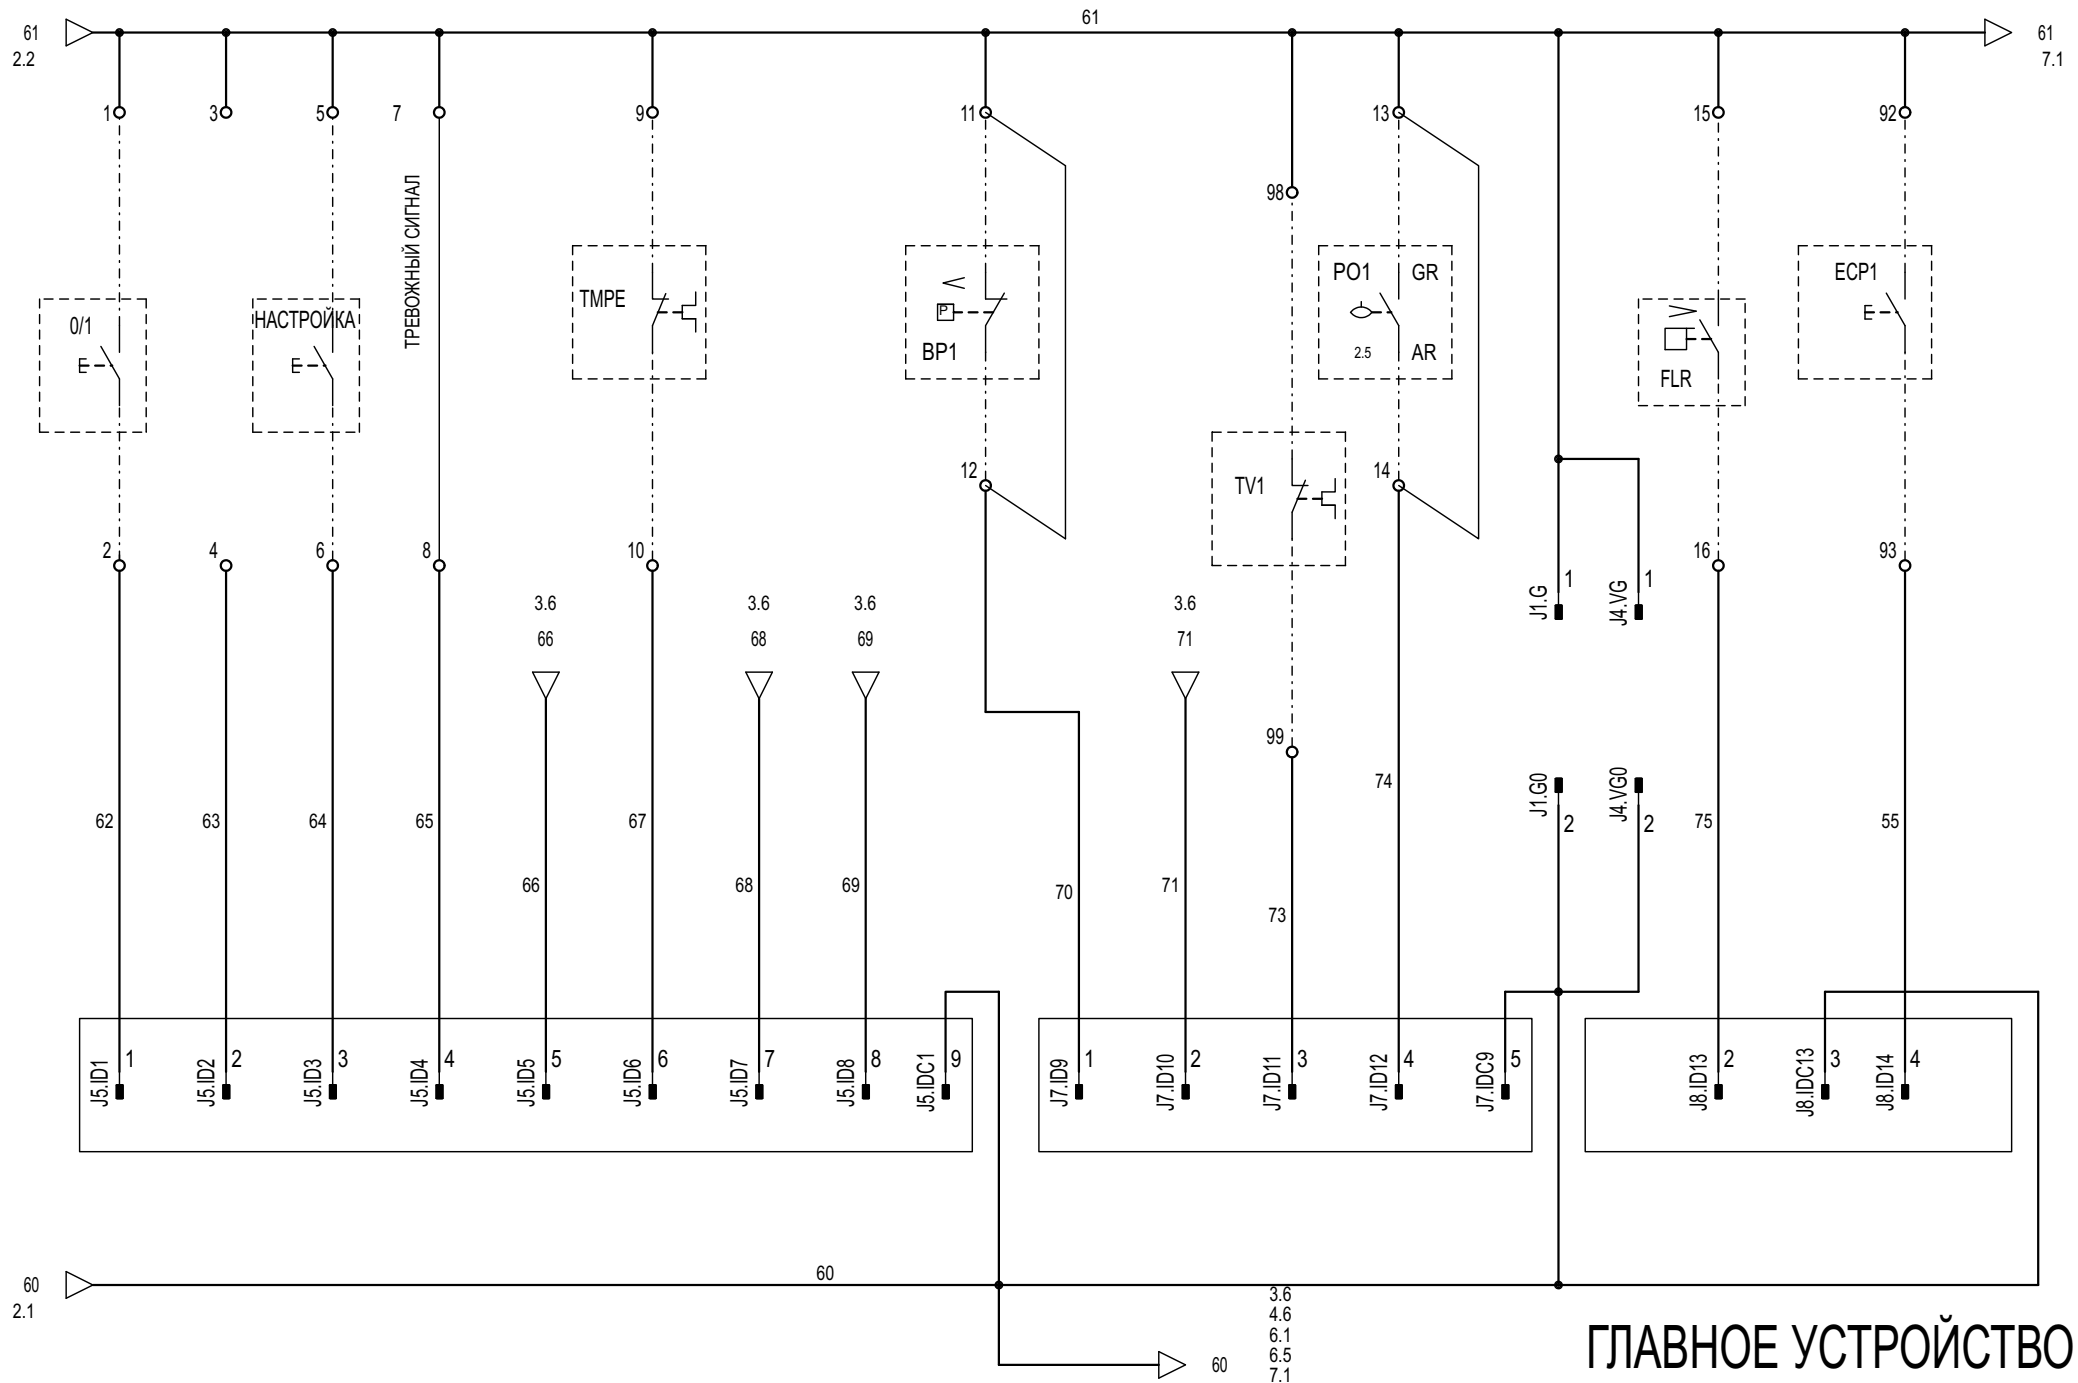 61
61
61
2.2
7.1
1
3
5
7
9
11
13
15
92
98
ТРЕВОЖНЫЙ СИГНАЛ
0/1
НАСТРОЙКА
TMPE
<
P
BP1
PO1
GR
2.5
AR
>
FLR
ECP1
E
E
E
TV1
12
14
2
4
6
8
10
16
93
3.6
66
3.6
68
3.6
69
3.6
71
J1.G
1
J4.VG
1
99
J1.G0
2
J4.VG0
2
62
63
64
65
66
67
68
69
70
71
73
74
75
55
J5.ID1
1
J5.ID2
2
J5.ID3
3
J5.ID4
4
J5.ID5
5
J5.ID6
6
J5.ID7
7
J5.ID8
8
J5.IDC1
9
J7.ID9
1
J7.ID10
2
J7.ID11
3
J7.ID12
4
J7.IDC9
5
J8.ID13
2
J8.IDC13
3
J8.ID14
4
60
60
2.1
60
3.6
4.6
6.1
6.5
7.1
ГЛАВНОЕ УСТРОЙСТВО